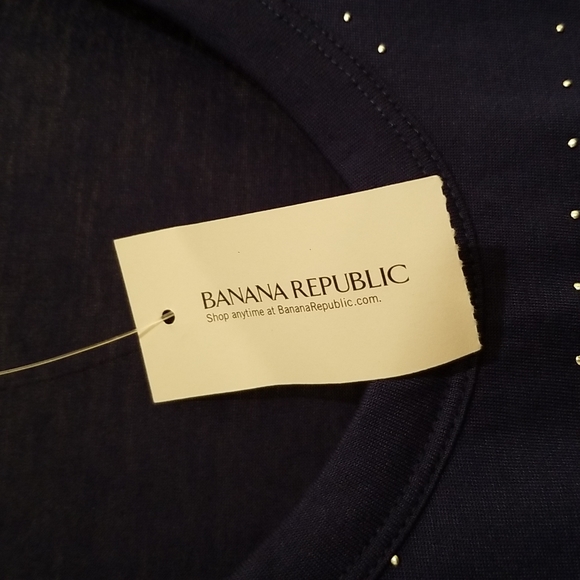 BANANA REPUBLIC
Shop anytime at BananaRepublic.com.